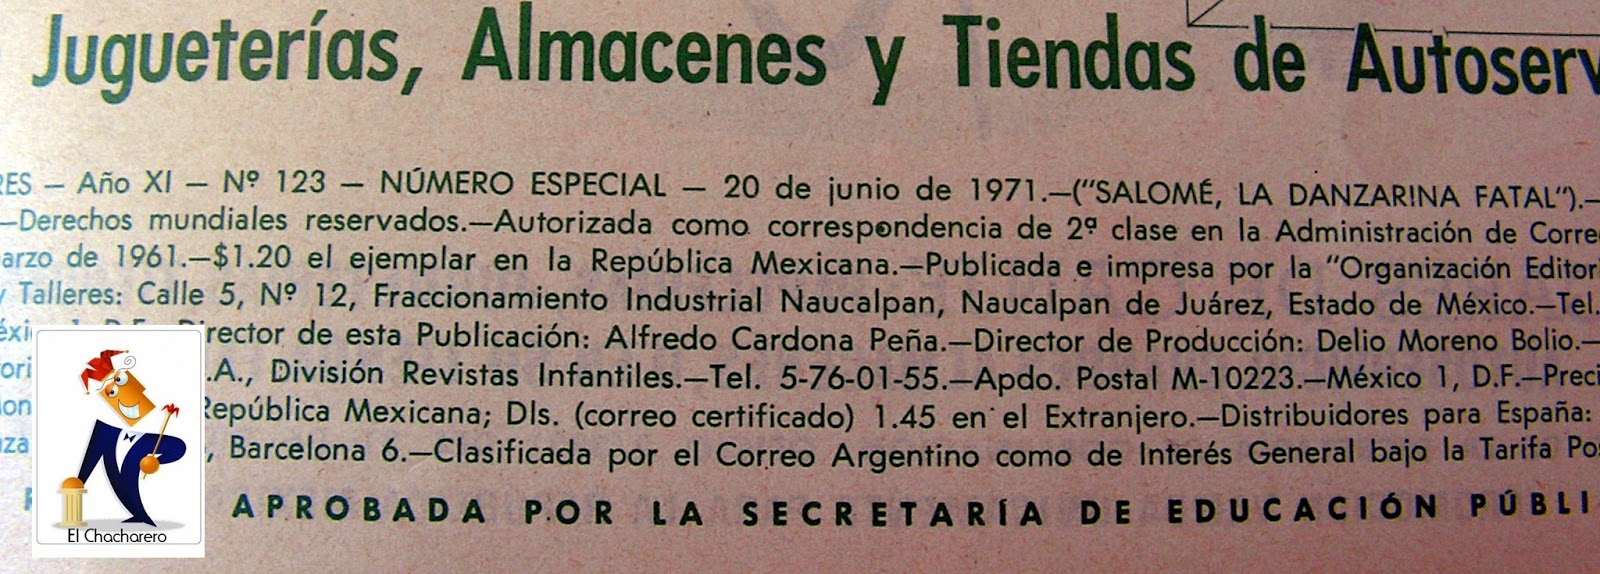 Jugueterías, Almacenes y Tiendas de Autoserv
RES — Año XI — Nº 123 — NÚMERO ESPECIAL — 20 de junio de 1971.—("SALOMÉ, LA DANZARINA FATAL").—
—Derechos mundiales reservados.—Autorizada como correspondencia de 2ª clase en la Administración de Corre
arzo de 1961.—$1.20 el ejemplar en la República Mexicana.—Publicada e impresa por la "Organización Editor
y Talleres: Calle 5, Nº 12, Fraccionamiento Industrial Naucalpan, Naucalpan de Juárez, Estado de México.—Tel.
éxi rector de esta Publicación: Alfredo Cardona Peña.—Director de Producción: Delio Moreno Bolio.—
ori .A., División Revistas Infantiles.—Tel. 5-76-01-55.—Apdo. Postal M-10223.—México 1, D.F.—Preci
on República Mexicana; Dls. (correo certificado) 1.45 en el Extranjero.—Distribuidores para España:
aza , Barcelona 6.—Clasificada por el Correo Argentino como de Interés General bajo la Tarifa Po
APROBADA POR LA SECRETARÍA DE EDUCACIÓN PÚBLI
El Chacharero